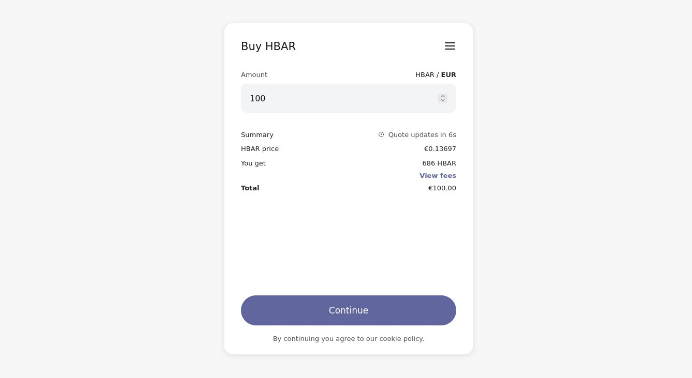 Buy HBAR
Amount HBAR / EUR
100
Summary Quote updates in 6s
HBAR price €0.13697
You get 686 HBAR
View fees
Total €100.00
Continue
By continuing you agree to our cookie policy.